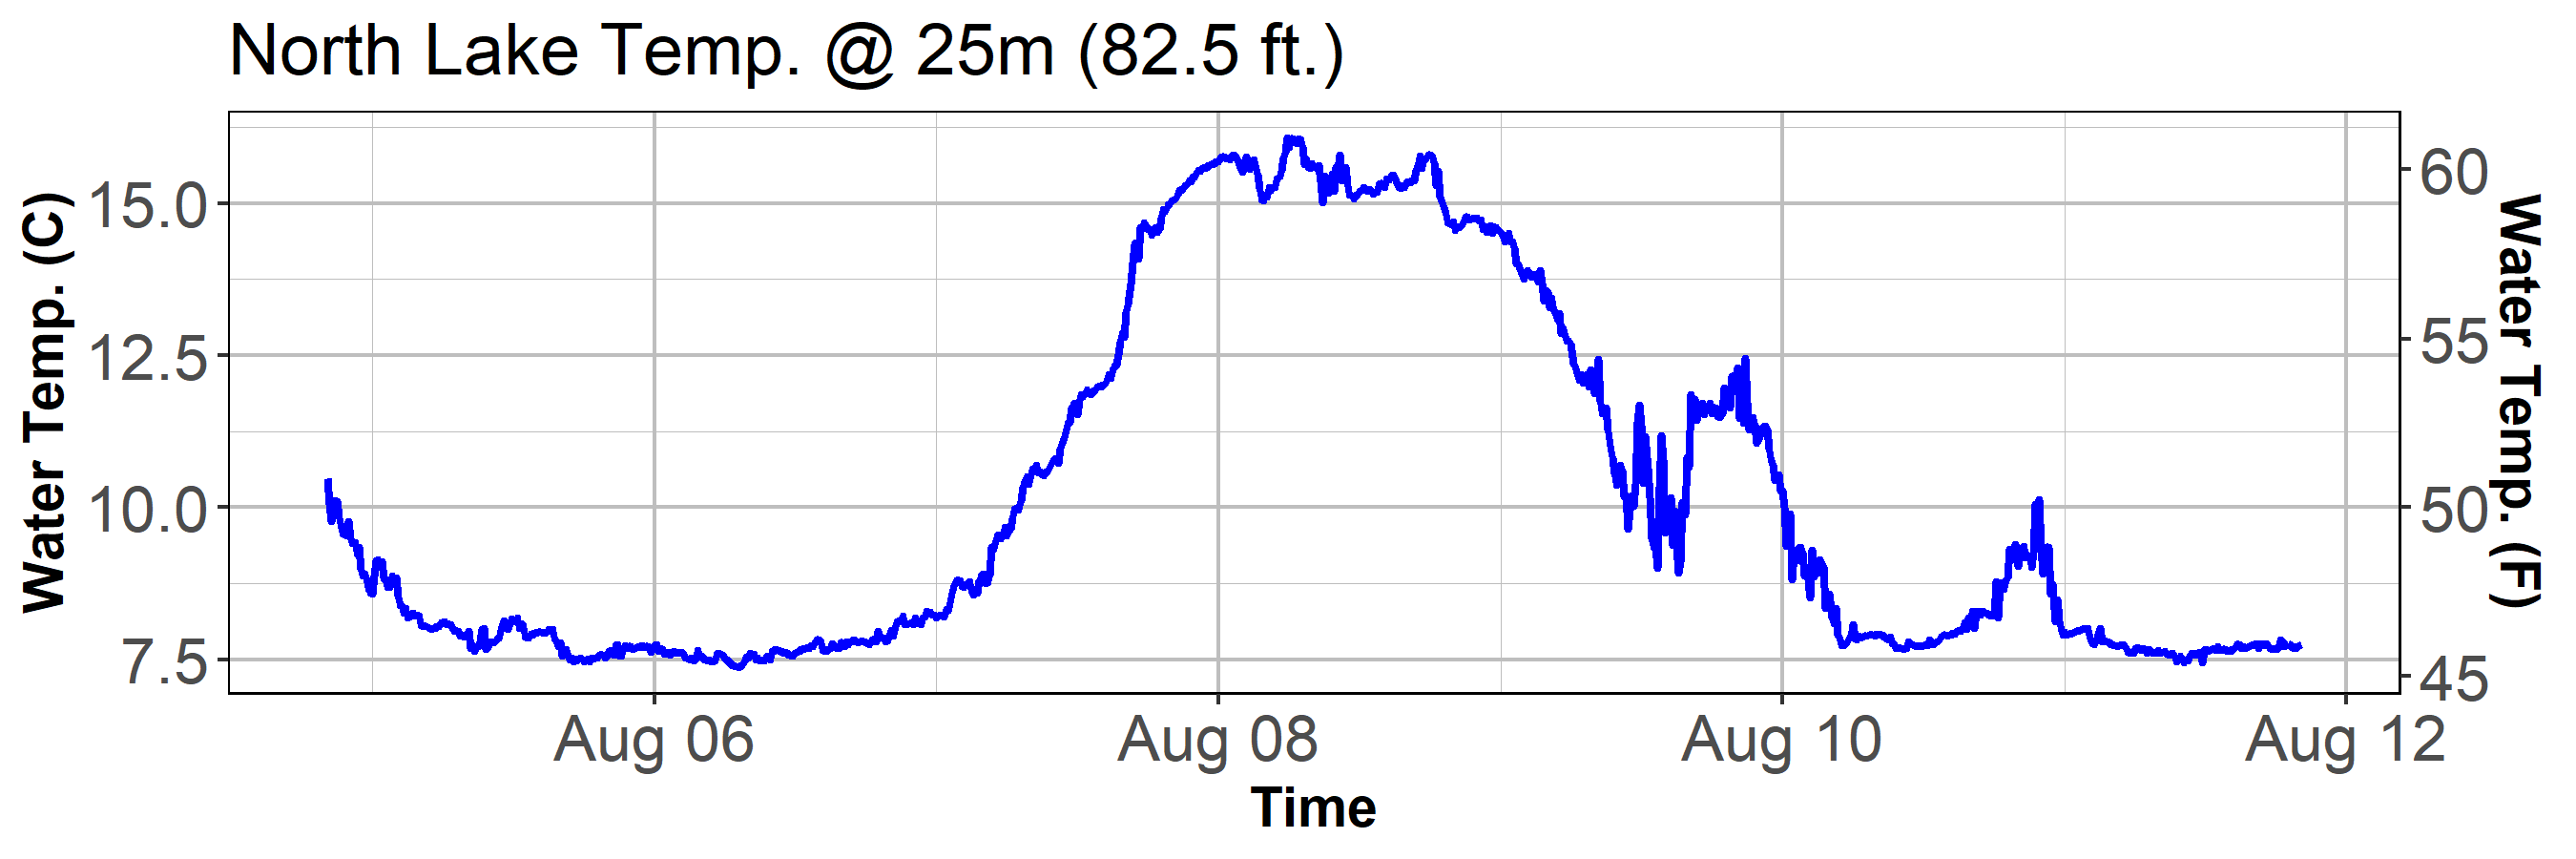 North Lake Temp. @ 25m (82.5 ft.)
Water Temp. (C)
15.0
12.5
10.0
7.5
60
55
50
45
Water Temp. (F)
Aug 06 Aug 08 Aug 10 Aug 12
Time